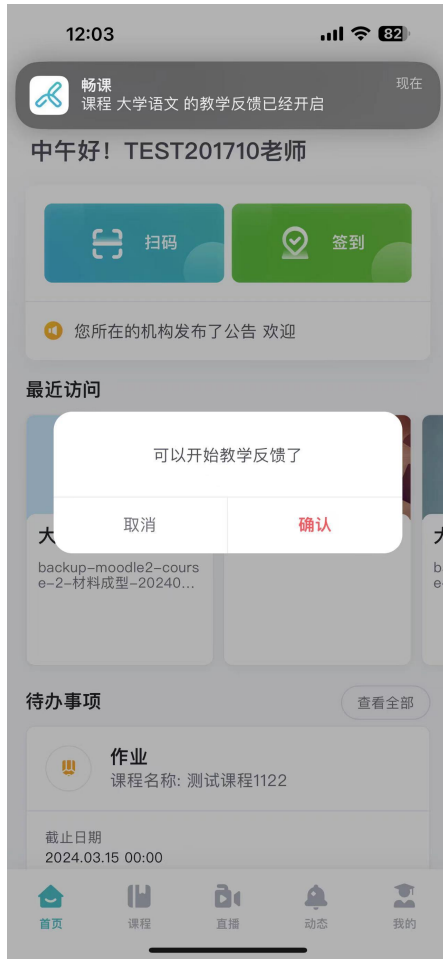 12:03
82
畅课
现在
课程 大学语文 的教学反馈已经开启
中午好！TEST201710老师
扫码
签到
您所在的机构发布了公告 欢迎
最近访问
可以开始教学反馈了
取消
确认
大
backup-moodle2-cours
e-2-材料成型-20240...
b
e
待办事项
查看全部
作业
课程名称: 测试课程1122
截止日期
2024.03.15 00:00
首页
课程
直播
动态
我的